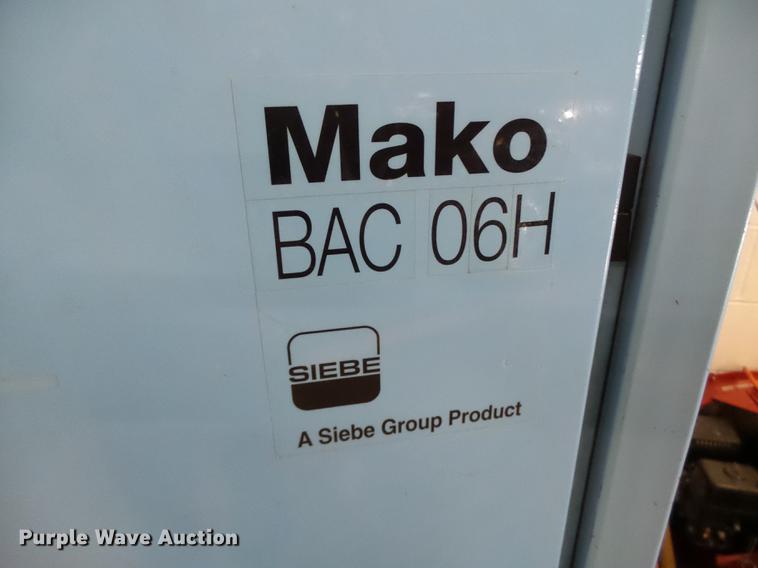 Mako
BAC 06H
SIEBE
A Siebe Group Product
Purple Wave Auction